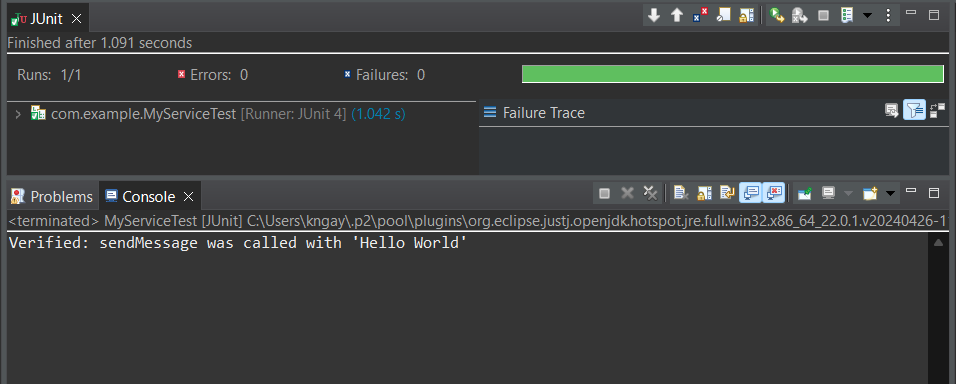 JUnit
Finished after 1.091 seconds
Runs: 1/1 Errors: 0 Failures: 0
com.example.MyServiceTest [Runner: JUnit 4] (1.042 s)
Failure Trace
Problems Console
<terminated> MyServiceTest [JUnit] C:\Users\kngay\.p2\pool\plugins\org.eclipse.justj.openjdk.hotspot.jre.full.win32.x86_64_22.0.1.v20240426-1
Verified: sendMessage was called with 'Hello World'